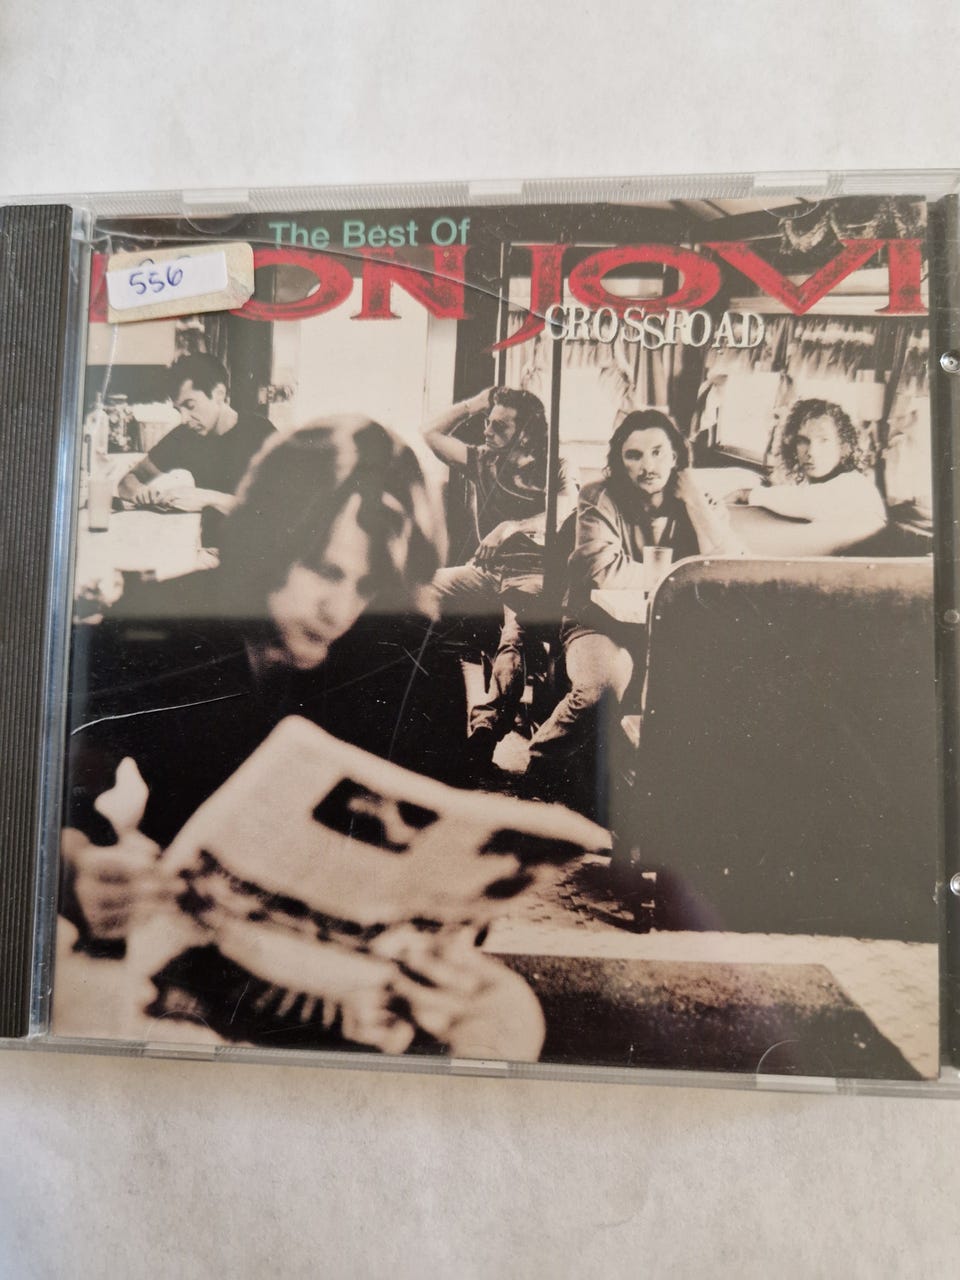 The Best Of
BON JOVI
CROSSROAD
556